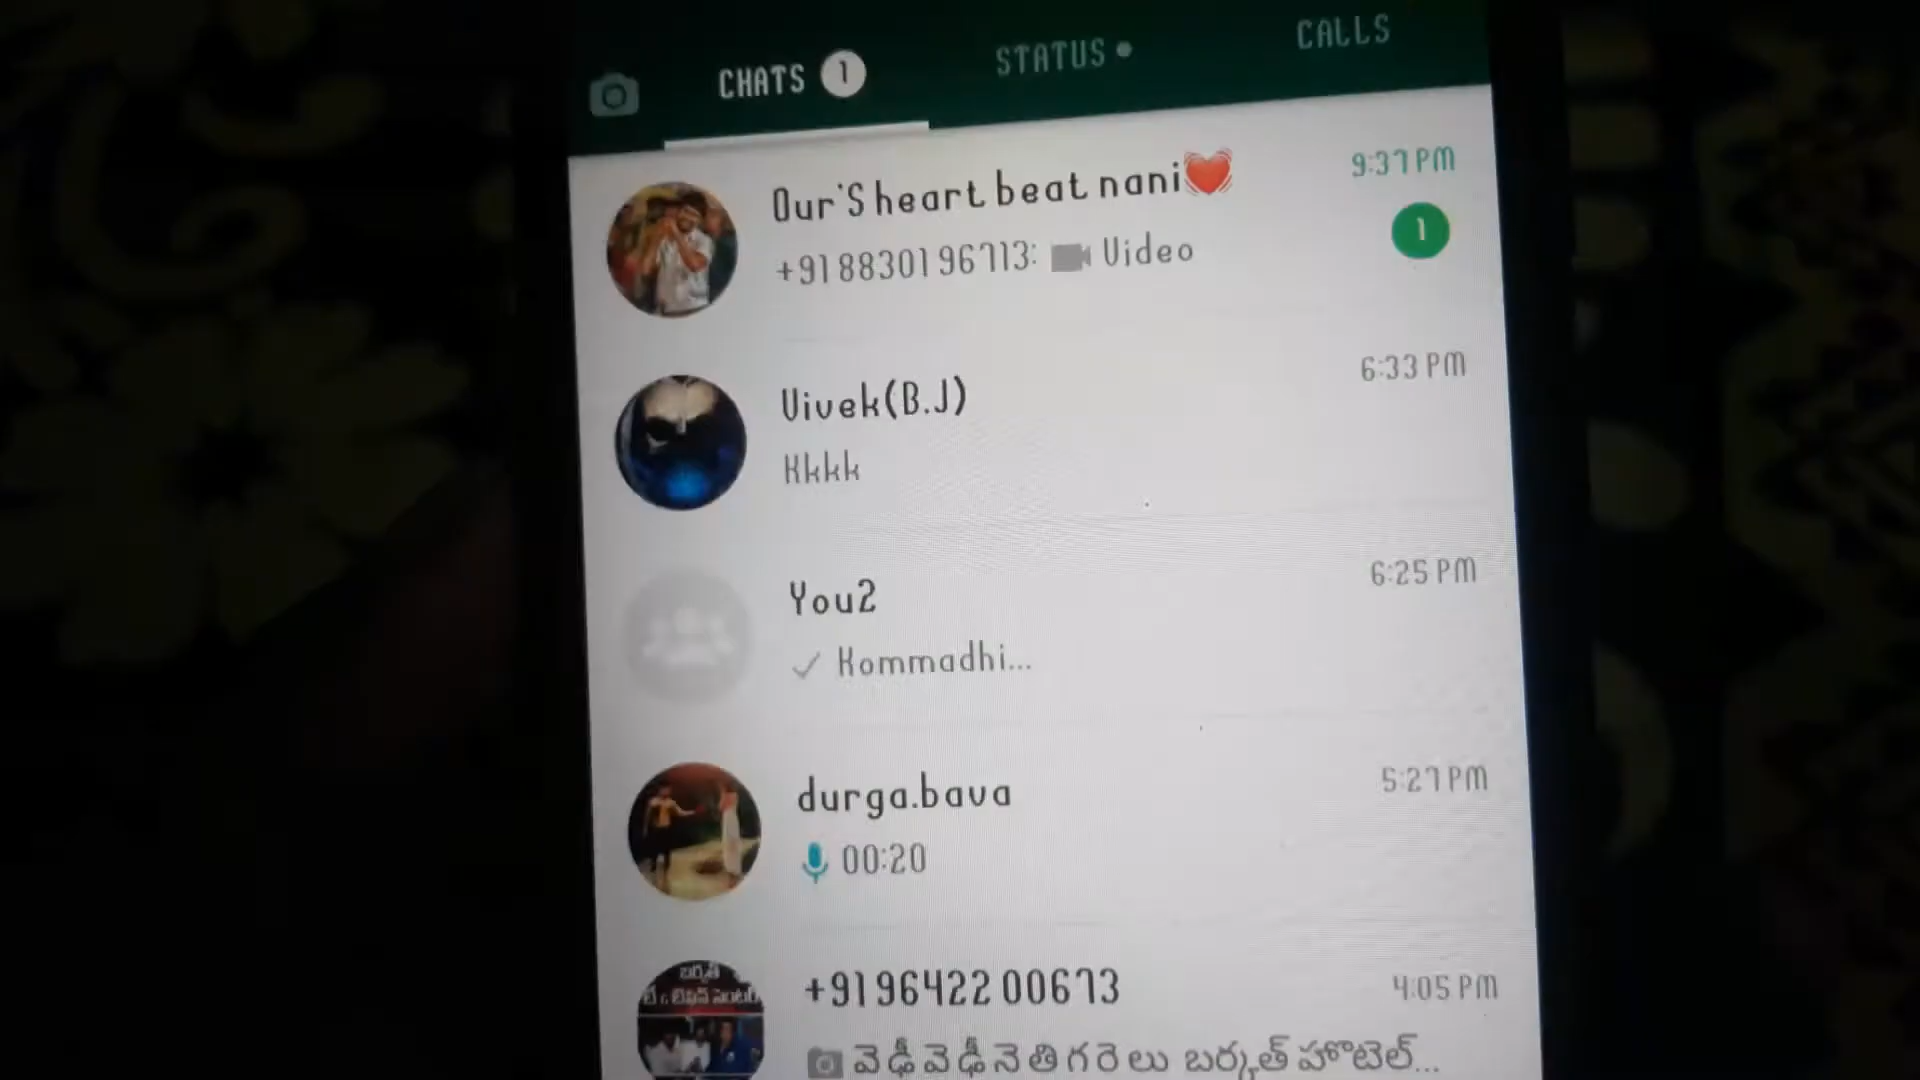 CHATS 1
STATUS
CALLS
Our'S heart beat nani💓
9:37 PM
+91 88301 96713: Video
1
Vivek(B.J)
6:33 PM
Kkkk
You2
6:25 PM
✓ Kommadhi...
durga.bava
5:27 PM
00:20
+91 96422 00673
4:05 PM
బర్కత్
టీ & టిఫిన్ సెంటర్
హొటెల్...